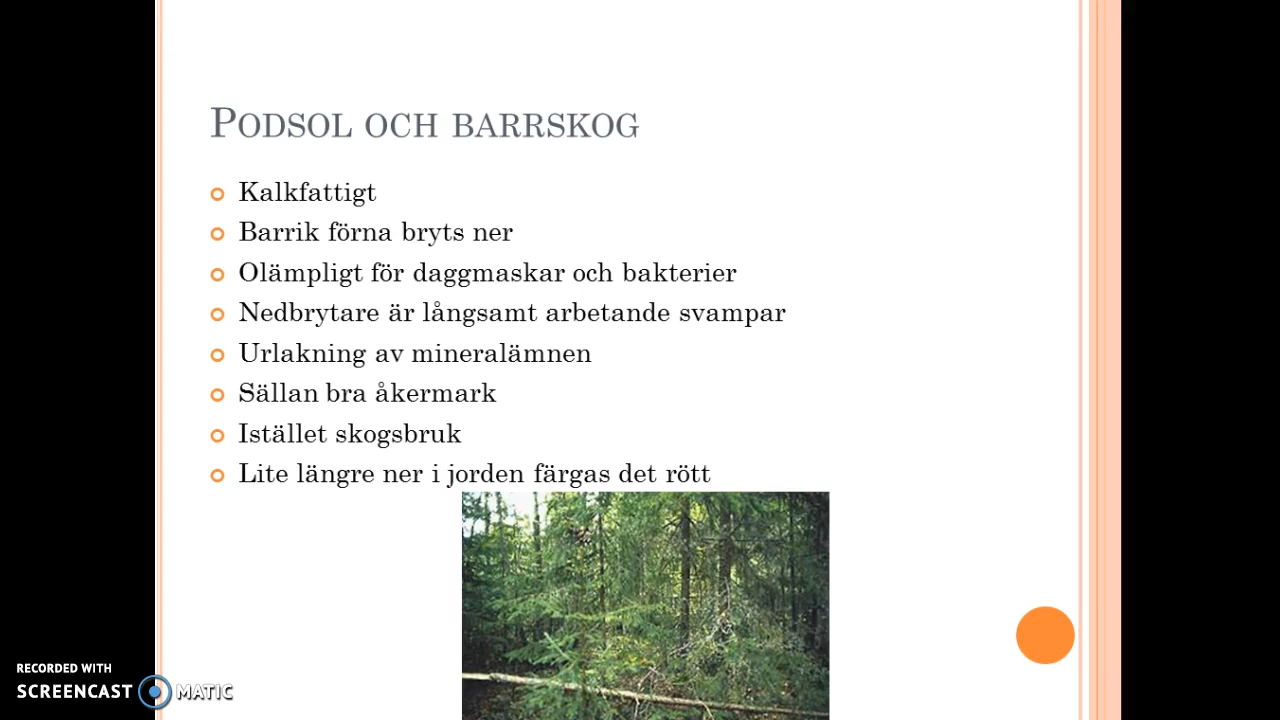 PODSOL OCH BARRSKOG
Kalkfattigt
Barrik förna bryts ner
Olämpligt för daggmaskar och bakterier
Nedbrytare är långsamt arbetande svampar
Urlakning av mineralämnen
Sällan bra åkermark
Istället skogsbruk
Lite längre ner i jorden färgas det rött
RECORDED WITH
SCREENCAST MATIC